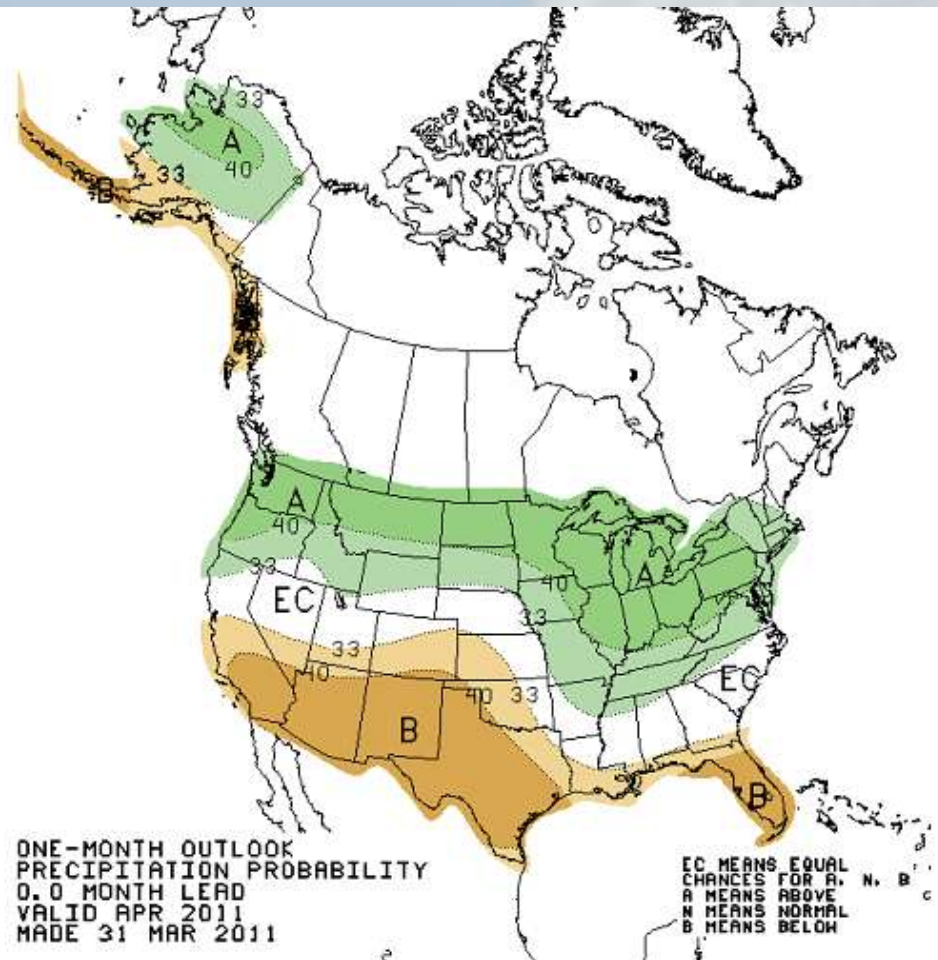 33
A
40
33
B
A
40
33
EC
A
40
33
33
40
40
33
EC
B
B
ONE-MONTH OUTLOOK
PRECIPITATION PROBABILITY
0.0 MONTH LEAD
VALID APR 2011
MADE 31 MAR 2011
EC MEANS EQUAL
CHANCES FOR A, N, B
A MEANS ABOVE
N MEANS NORMAL
B MEANS BELOW